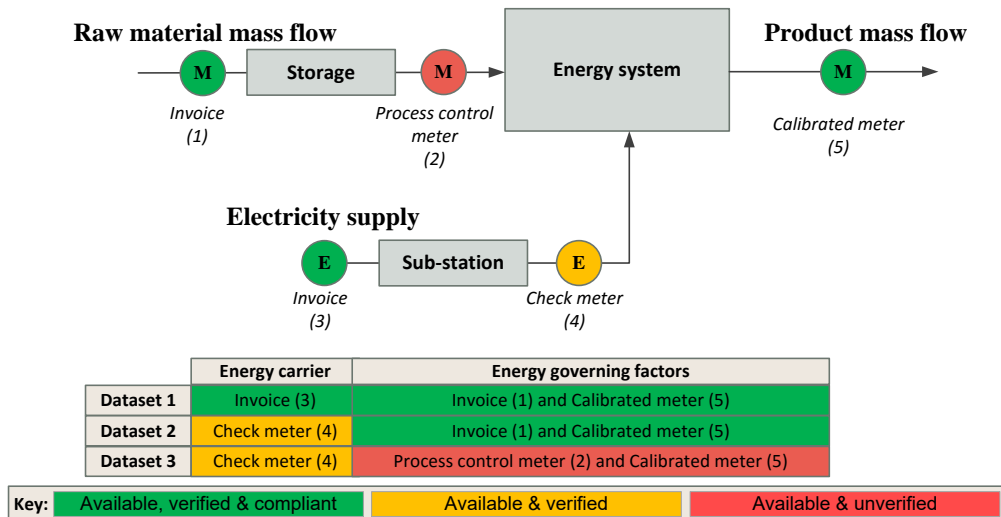 Raw material mass flow
Product mass flow
M
Storage
M
Energy system
M
Invoice
(1)
Process control
meter
(2)
Calibrated meter
(5)
Electricity supply
E
Sub-station
E
Invoice
(3)
Check meter
(4)
Energy carrier Energy governing factors
Dataset 1 Invoice (3) Invoice (1) and Calibrated meter (5)
Dataset 2 Check meter (4) Invoice (1) and Calibrated meter (5)
Dataset 3 Check meter (4) Process control meter (2) and Calibrated meter (5)
Key: Available, verified & compliant Available & verified Available & unverified